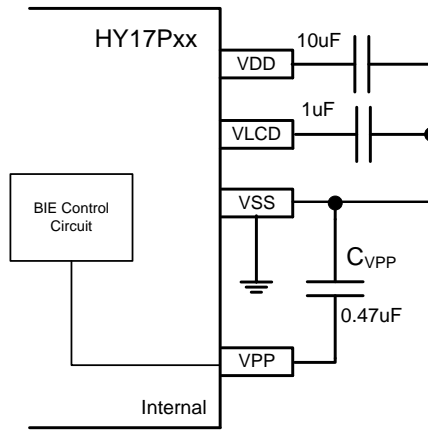 HY17Pxx
10uF
VDD
1uF
VLCD
BIE Control
Circuit
VSS
CVPP
0.47uF
VPP
Internal